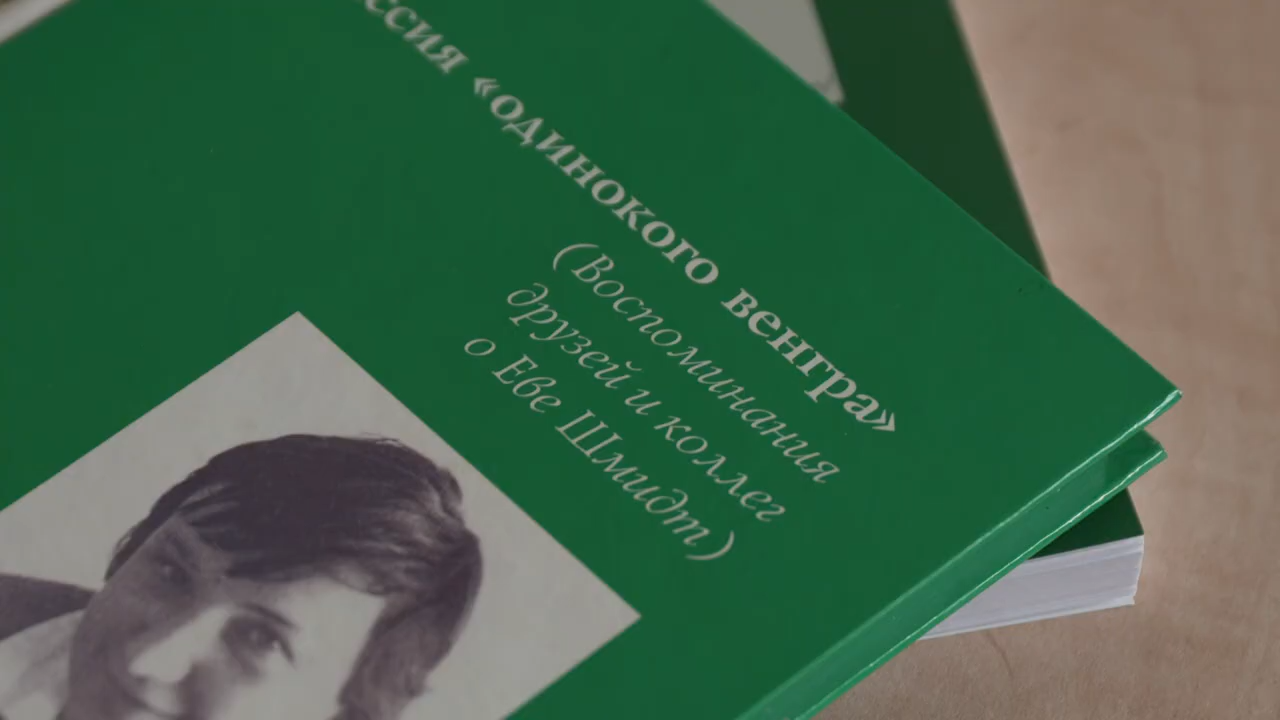 ссия «одинокого венгра»
(Воспоминания
друзей и коллег
о Еве Шмидт)